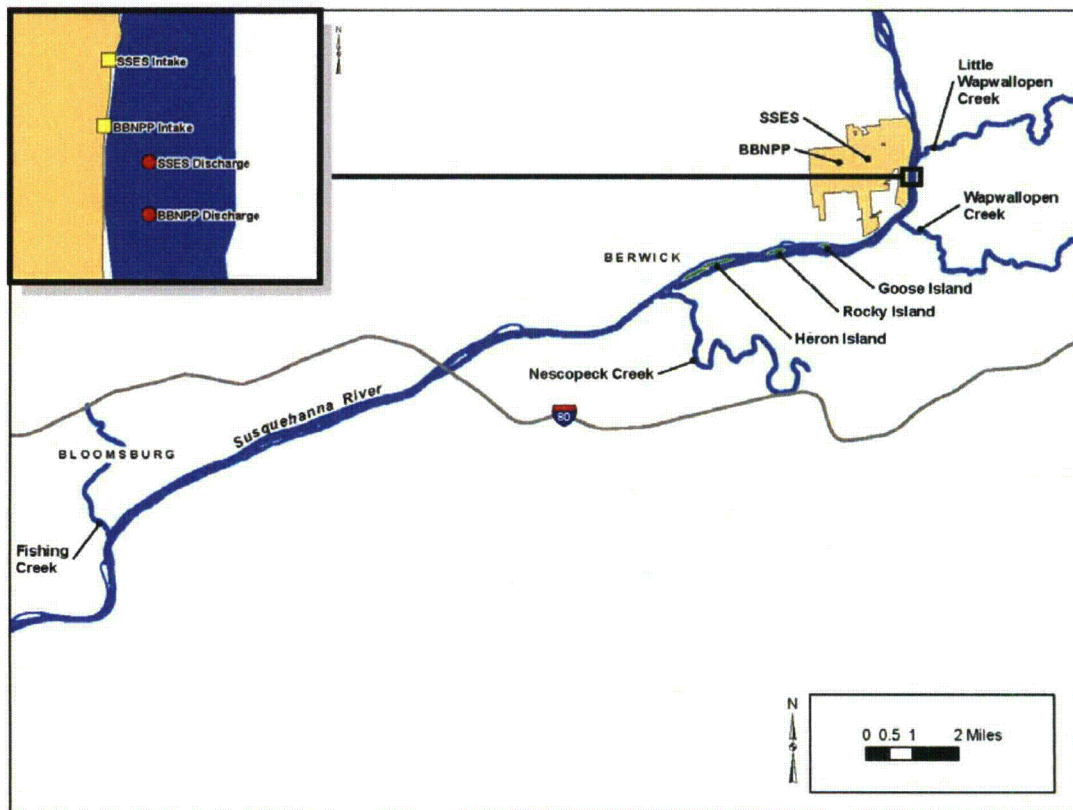 N
SSES Intake
BBNPP Intake
SSES Discharge
BBNPP Discharge
Little
Wapwallopen
Creek
SSES
BBNPP
Wapwallopen
Creek
BERWICK
Goose Island
Rocky Island
Heron Island
Nescopeck Creek
80
Susquehanna River
BLOOMSBURG
Fishing
Creek
N
0 0.5 1 2 Miles